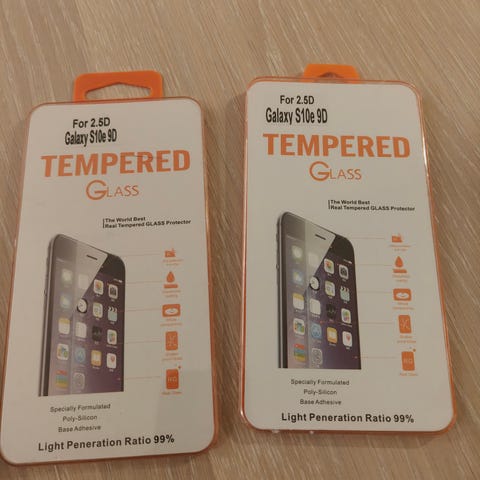 For 2.5D
Galaxy S10e 9D
TEMPERED
GLASS
The World Best
Real Tempered GLASS Protector
Specially Formulated
Poly-Silicon
Base Adhesive
Light Peneration Ratio 99%
For 2.5D
Galaxy S10e 9D
TEMPERED
GLASS
The World Best
Real Tempered GLASS Protector
Specially Formulated
Poly-Silicon
Base Adhesive
Light Peneration Ratio 99%